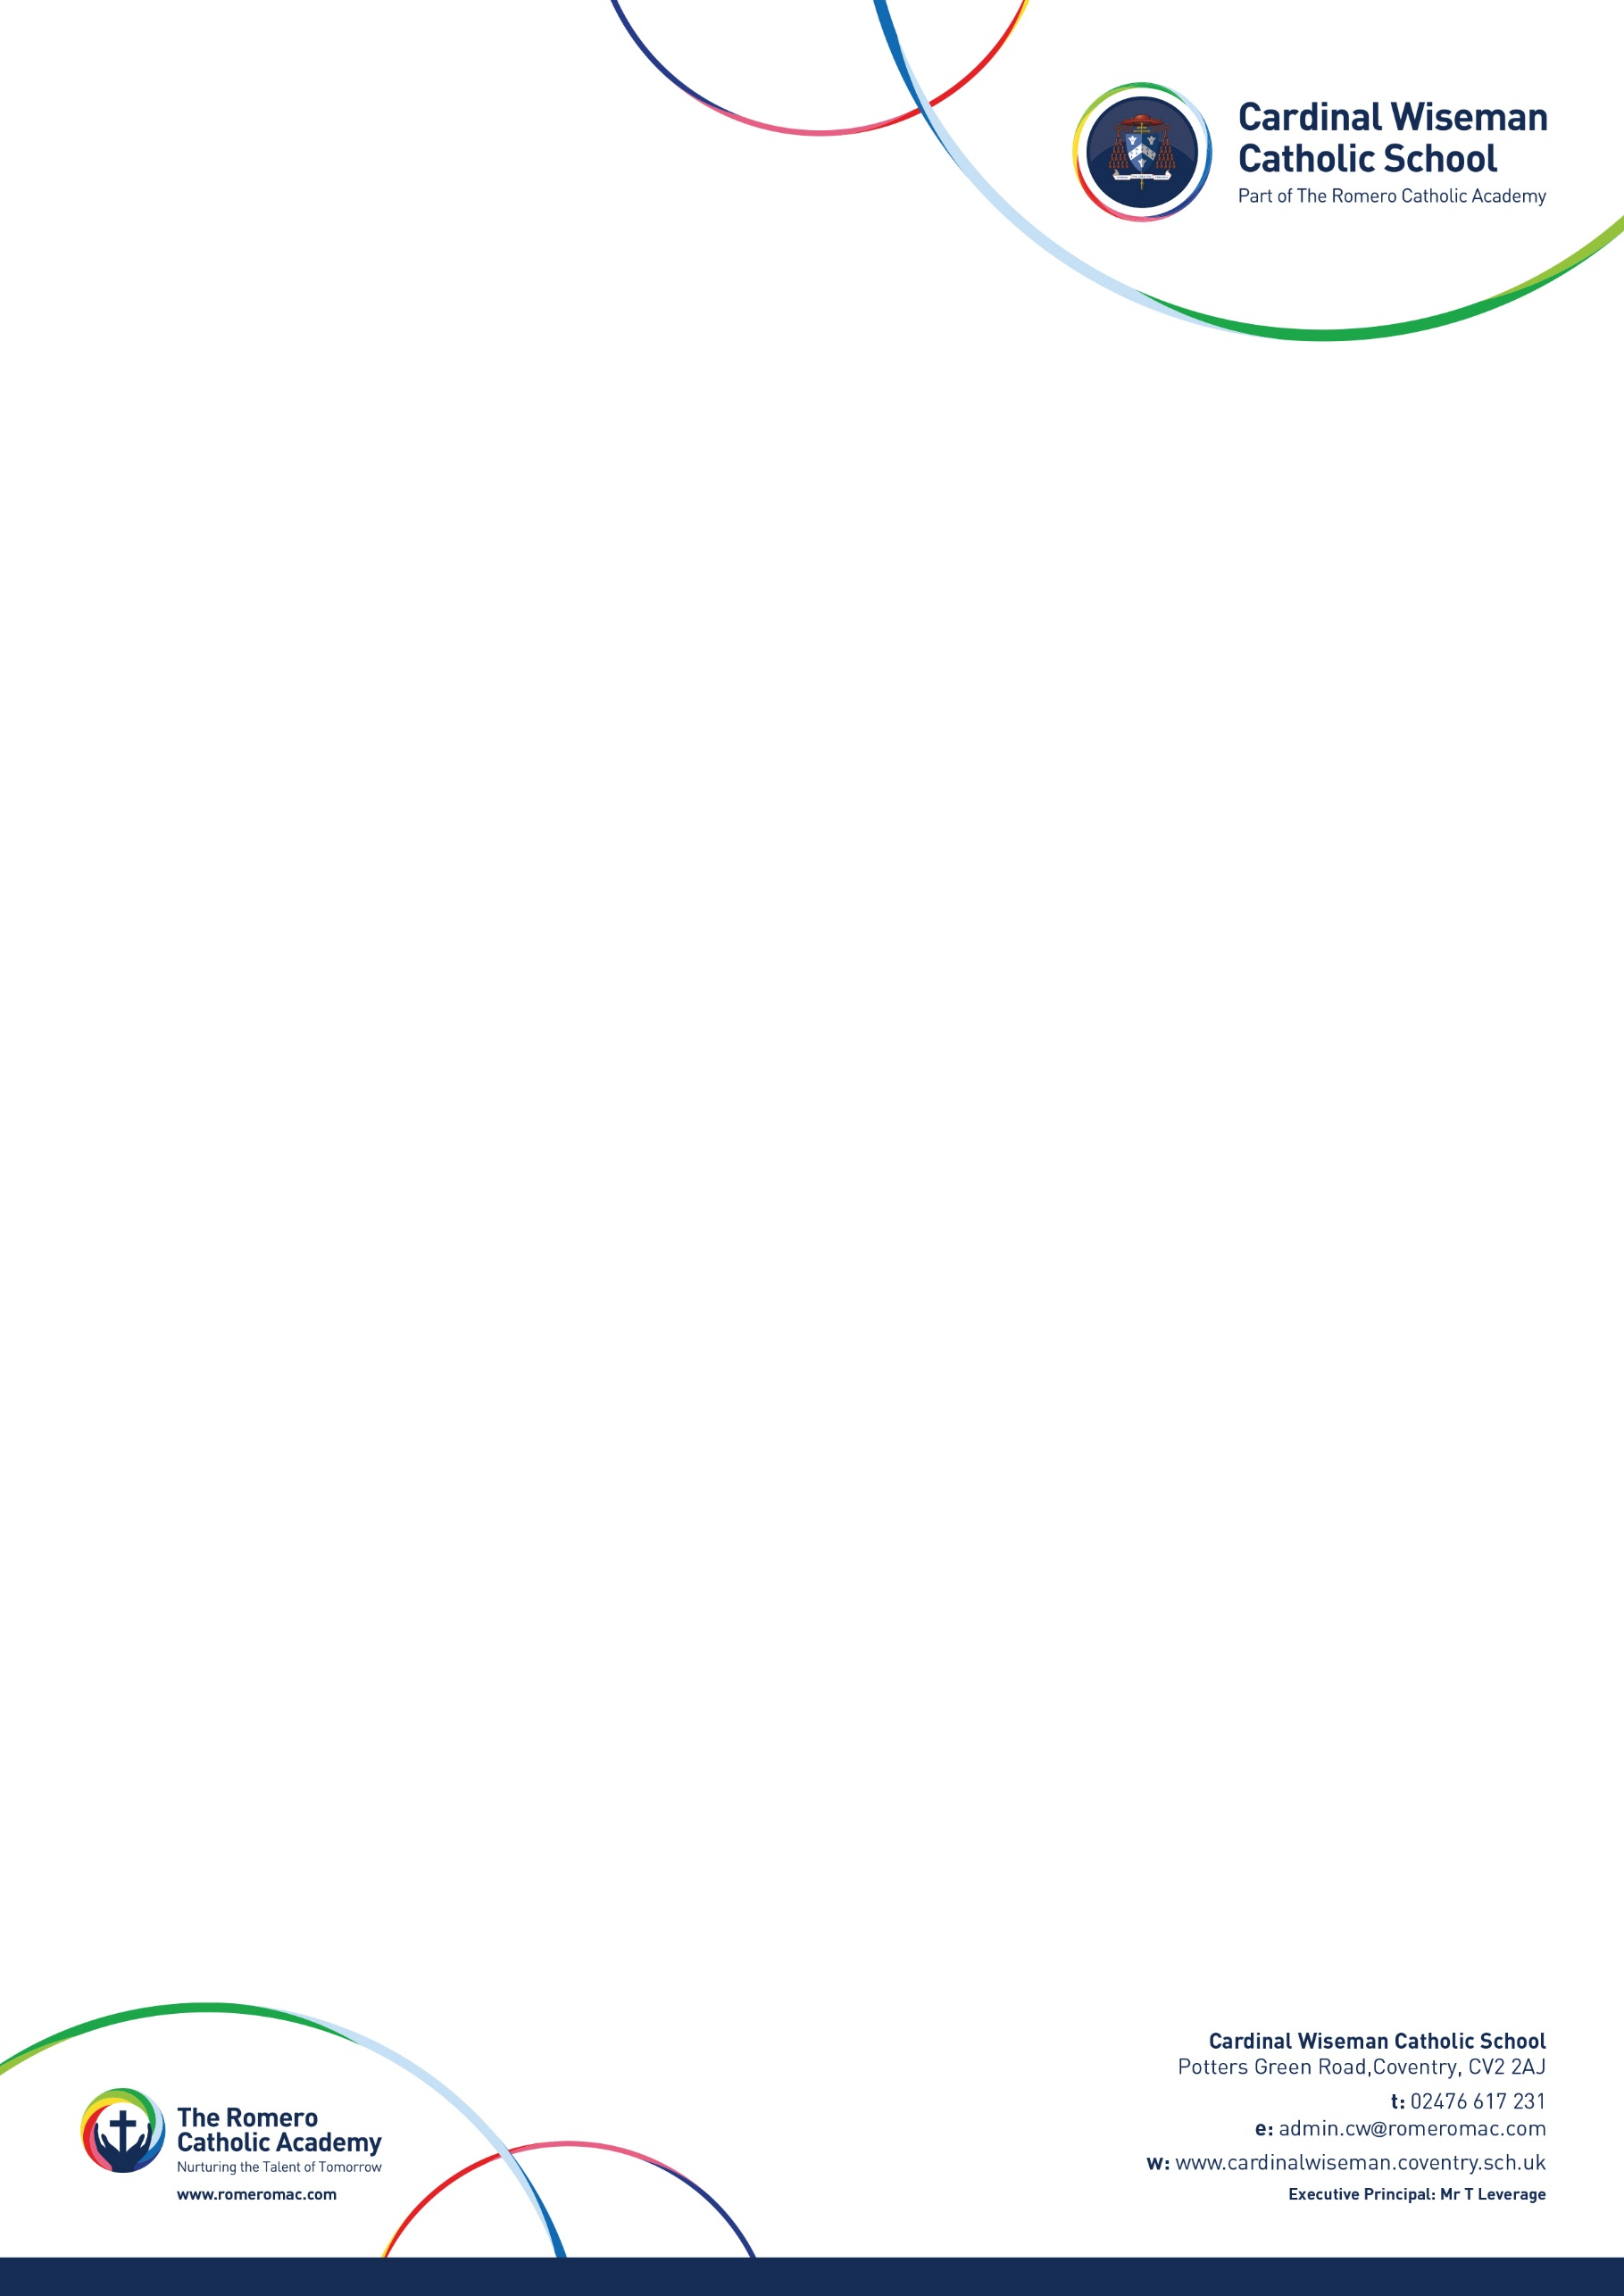 Cardinal Wiseman
Catholic School
Part of The Romero Catholic Academy
Cardinal Wiseman Catholic School
Potters Green Road,Coventry, CV2 2AJ
t: 02476 617 231
e: admin.cw@romeromac.com
w: www.cardinalwiseman.coventry.sch.uk
Executive Principal: Mr T Leverage
The Romero
Catholic Academy
Nurturing the Talent of Tomorrow
www.romeromac.com